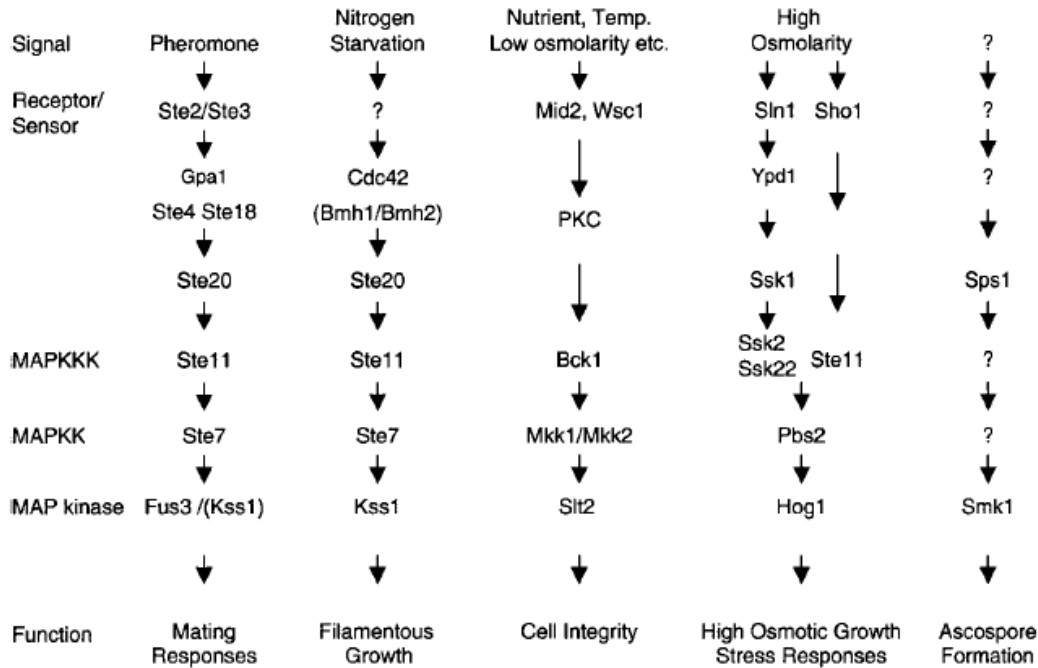 Nitrogen Nutrient, Temp. High
Signal Pheromone Starvation Low osmolarity etc. Osmolarity ?
Receptor/
Sensor Ste2/Ste3 ? Mid2, Wsc1 Sln1 Sho1 ?
Gpa1 Cdc42 Ypd1 ?
Ste4 Ste18 (Bmh1/Bmh2) PKC
Ste20 Ste20 Ssk1 Sps1
MAPKKK Ste11 Ste11 Bck1 Ssk2
Ssk22 Ste11 ?
MAPKK Ste7 Ste7 Mkk1/Mkk2 Pbs2 ?
MAP kinase Fus3 /(Kss1) Kss1 Slt2 Hog1 Smk1
Function Mating Filamentous Cell Integrity High Osmotic Growth Ascospore
Responses Growth Stress Responses Formation